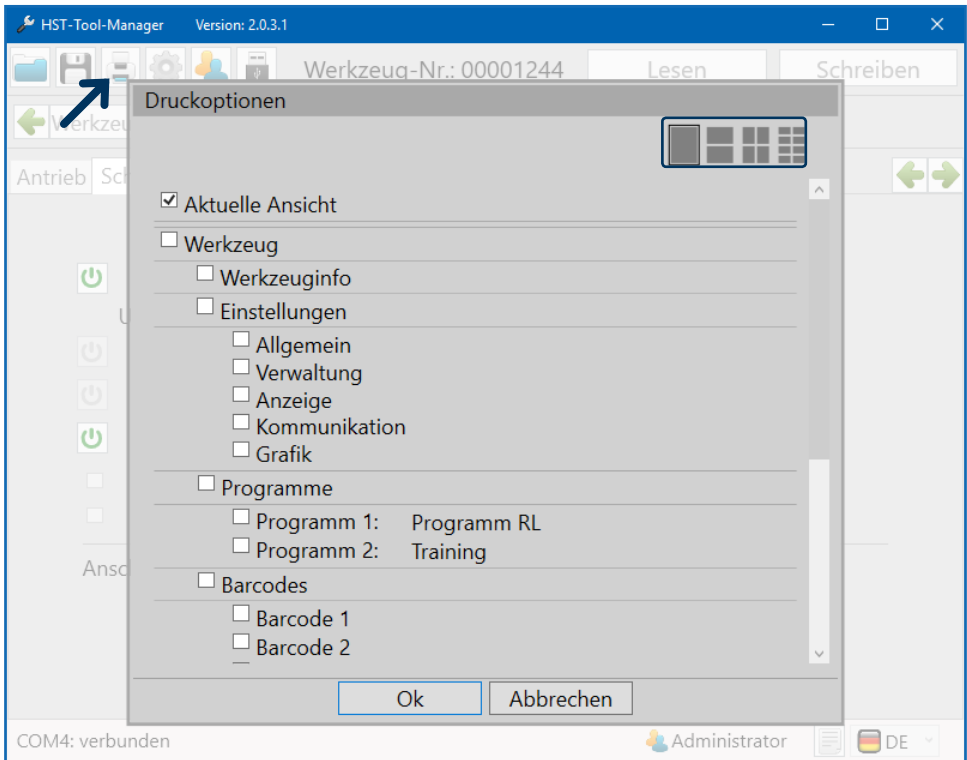 HST-Tool-Manager Version: 2.0.3.1
Werkzeug-Nr.: 00001244 Lesen Schreiben
Druckoptionen
Antrieb
Aktuelle Ansicht
Werkzeug
Werkzeuginfo
Einstellungen
Allgemein
Verwaltung
Anzeige
Kommunikation
Grafik
Programme
Programm 1: Programm RL
Programm 2: Training
Barcodes
Barcode 1
Barcode 2
Ok Abbrechen
COM4: verbunden Administrator DE